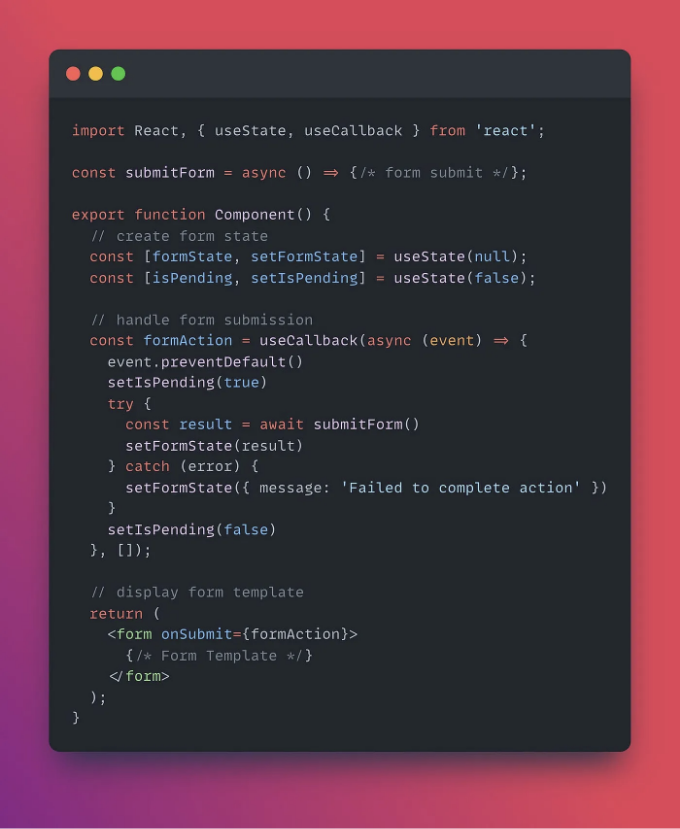 import React, { useState, useCallback } from 'react';
const submitForm = async () => {/* form submit */};
export function Component() {
// create form state
const [formState, setFormState] = useState(null);
const [isPending, setIsPending] = useState(false);
// handle form submission
const formAction = useCallback(async (event) => {
event.preventDefault()
setIsPending(true)
try {
const result = await submitForm()
setFormState(result)
} catch (error) {
setFormState({ message: 'Failed to complete action' })
}
setIsPending(false)
}, []);
// display form template
return (
<form onSubmit={formAction}>
{/* Form Template */}
</form>
);
}